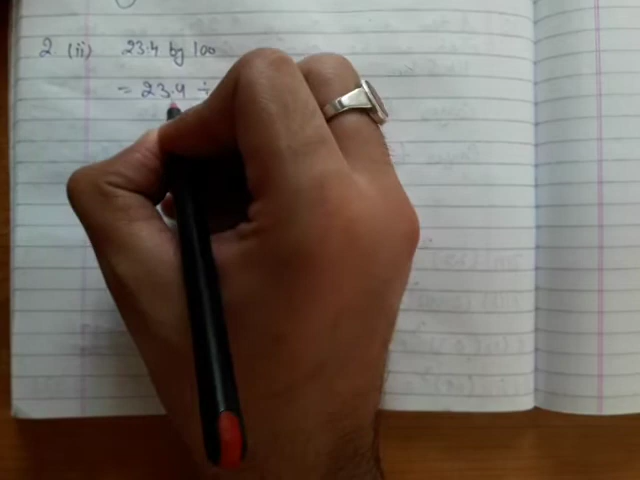 2 (ii) 23.4 by 100
= 23.4 ÷